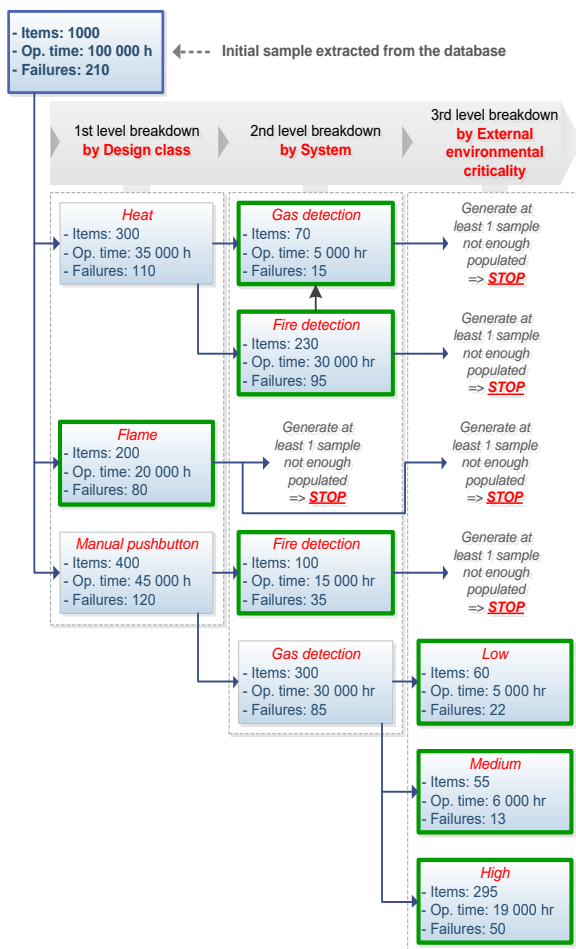 - Items: 1000
- Op. time: 100 000 h
- Failures: 210
Initial sample extracted from the database
1st level breakdown
by Design class
2nd level breakdown
by System
3rd level breakdown
by External
environmental
criticality
Heat
- Items: 300
- Op. time: 35 000 h
- Failures: 110
Gas detection
- Items: 70
- Op. time: 5 000 hr
- Failures: 15
Generate at
least 1 sample
not enough
populated
=> STOP
Fire detection
- Items: 230
- Op. time: 30 000 hr
- Failures: 95
Generate at
least 1 sample
not enough
populated
=> STOP
Flame
- Items: 200
- Op. time: 20 000 h
- Failures: 80
Generate at
least 1 sample
not enough
populated
=> STOP
Generate at
least 1 sample
not enough
populated
=> STOP
Manual pushbutton
- Items: 400
- Op. time: 45 000 h
- Failures: 120
Fire detection
- Items: 100
- Op. time: 15 000 hr
- Failures: 35
Generate at
least 1 sample
not enough
populated
=> STOP
Gas detection
- Items: 300
- Op. time: 30 000 hr
- Failures: 85
Low
- Items: 60
- Op. time: 5 000 hr
- Failures: 22
Medium
- Items: 55
- Op. time: 6 000 hr
- Failures: 13
High
- Items: 295
- Op. time: 19 000 hr
- Failures: 50